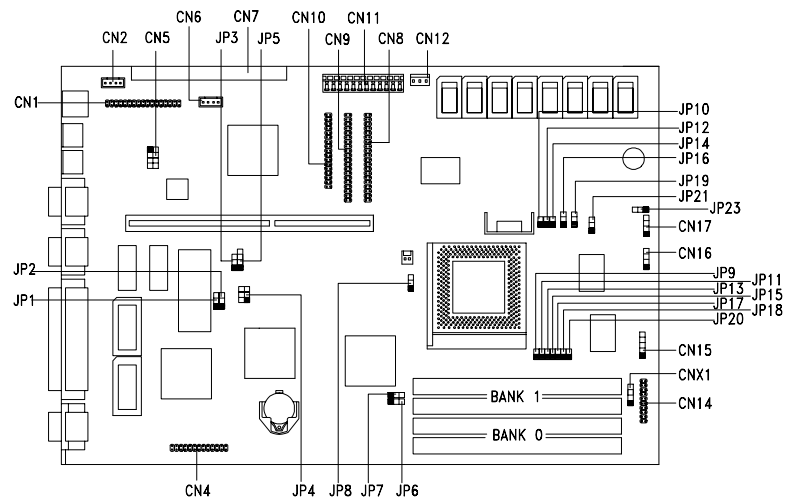 CN6 CN7 CN10 CN11
CN2 CN5 JP3 JP5 CN9 CN8 CN12
CN1
JP10
JP12
JP14
JP16
JP19
JP21
JP23
CN17
CN16
JP2
JP1
JP9
JP11
JP13
JP15
JP17
JP18
JP20
CN15
CNX1
CN14
BANK 1
BANK 0
CN4 JP4 JP8 JP7 JP6